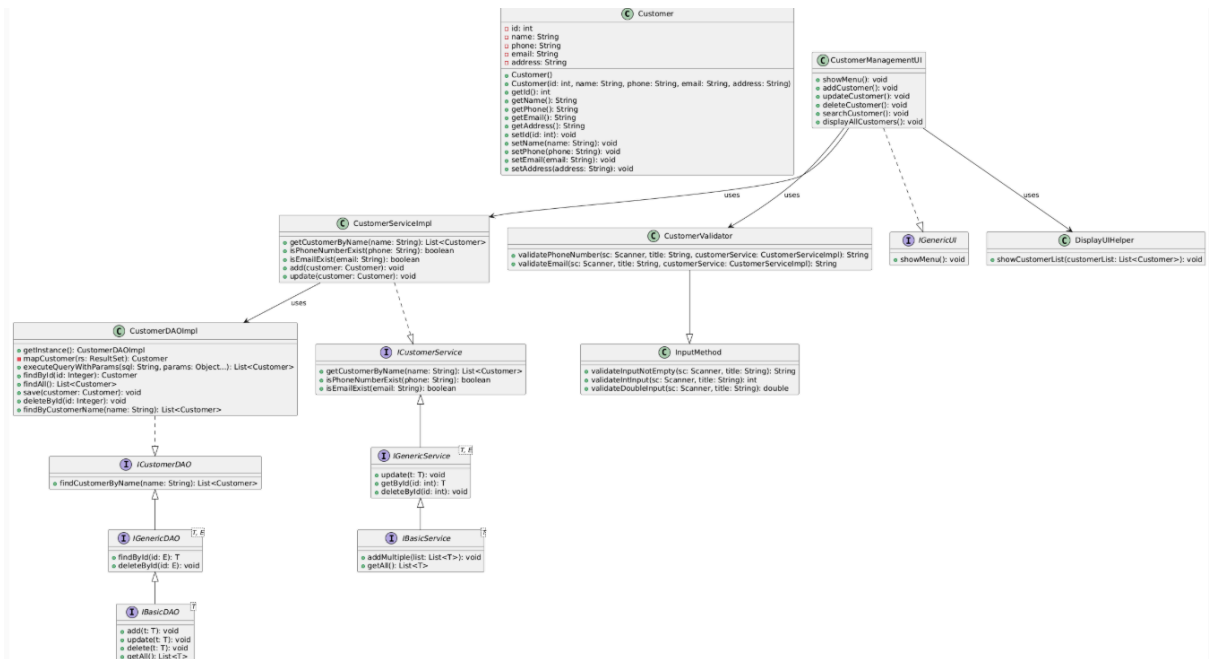 Customer
id: int
name: String
phone: String
email: String
address: String
Customer()
Customer(id: int, name: String, phone: String, email: String, address: String)
getId(): int
getName(): String
getPhone(): String
getEmail(): String
getAddress(): String
setId(id: int): void
setName(name: String): void
setPhone(phone: String): void
setEmail(email: String): void
setAddress(address: String): void
CustomerManagementUI
showMenu(): void
addCustomer(): void
updateCustomer(): void
deleteCustomer(): void
searchCustomer(): void
displayAllCustomers(): void
uses
uses
uses
CustomerServiceImpl
getCustomerByName(name: String): List<Customer>
isPhoneNumberExist(phone: String): boolean
isEmailExist(email: String): boolean
add(customer: Customer): void
update(customer: Customer): void
CustomerValidator
validatePhoneNumber(sc: Scanner, title: String, customerService: CustomerServiceImpl): String
validateEmail(sc: Scanner, title: String, customerService: CustomerServiceImpl): String
IGenericUI
showMenu(): void
DisplayUIHelper
showCustomerList(customerList: List<Customer>): void
uses
CustomerDAOImpl
getInstance(): CustomerDAOImpl
mapCustomer(rs: ResultSet): Customer
executeQueryWithParams(sql: String, params: Object...): List<Customer>
findById(id: Integer): Customer
findAll(): List<Customer>
save(customer: Customer): void
deleteById(id: Integer): void
findByCustomerName(name: String): List<Customer>
ICustomerService
getCustomerByName(name: String): List<Customer>
isPhoneNumberExist(phone: String): boolean
isEmailExist(email: String): boolean
InputMethod
validateInputNotEmpty(sc: Scanner, title: String): String
validateIntInput(sc: Scanner, title: String): int
validateDoubleInput(sc: Scanner, title: String): double
ICustomerDAO
findCustomerByName(name: String): List<Customer>
IGenericService
T, E
update(t: T): void
getById(id: int): T
deleteById(id: int): void
IGenericDAO
T, E
findById(id: E): T
deleteById(id: E): void
IBasicService
T
addMultiple(list: List<T>): void
getAll(): List<T>
IBasicDAO
T
add(t: T): void
update(t: T): void
delete(t: T): void
getAll(): List<T>